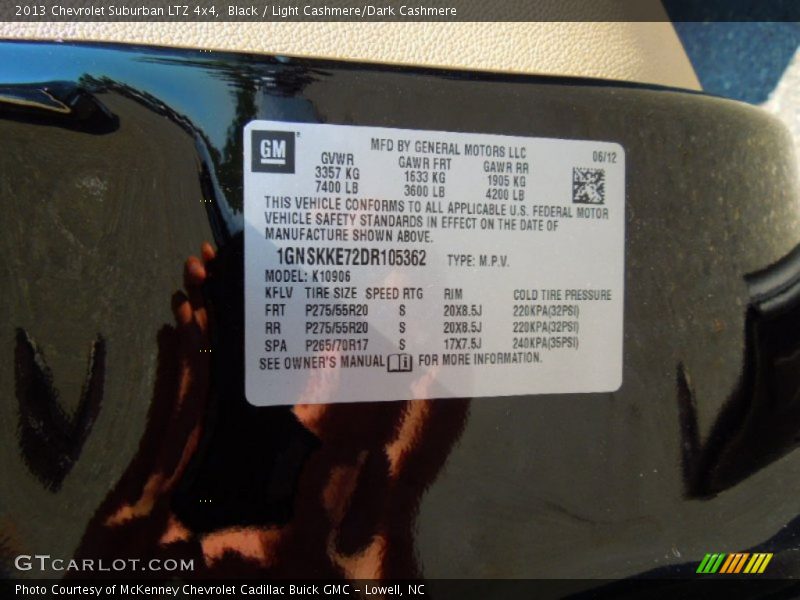 2013 Chevrolet Suburban LTZ 4x4, Black / Light Cashmere/Dark Cashmere
GM
MFD BY GENERAL MOTORS LLC
06/12
GVWR GAWR FRT GAWR RR
3357 KG 1633 KG 1905 KG
7400 LB 3600 LB 4200 LB
THIS VEHICLE CONFORMS TO ALL APPLICABLE U.S. FEDERAL MOTOR
VEHICLE SAFETY STANDARDS IN EFFECT ON THE DATE OF
MANUFACTURE SHOWN ABOVE.
1GNSKKE72DR105362 TYPE: M.P.V.
MODEL: K10906
KFLV TIRE SIZE SPEED RTG RIM COLD TIRE PRESSURE
FRT P275/55R20 S 20X8.5J 220KPA(32PSI)
RR P275/55R20 S 20X8.5J 220KPA(32PSI)
SPA P265/70R17 S 17X7.5J 240KPA(35PSI)
SEE OWNER'S MANUAL FOR MORE INFORMATION.
GTCARLOT.COM
Photo Courtesy of McKenney Chevrolet Cadillac Buick GMC - Lowell, NC